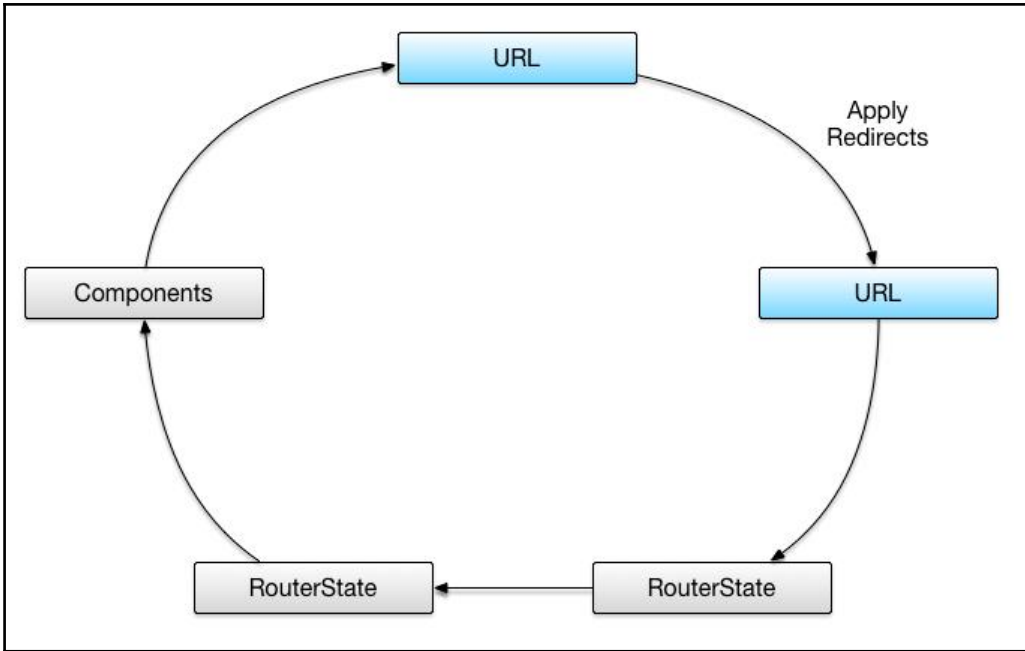 URL
Apply
Redirects
Components
URL
RouterState
RouterState